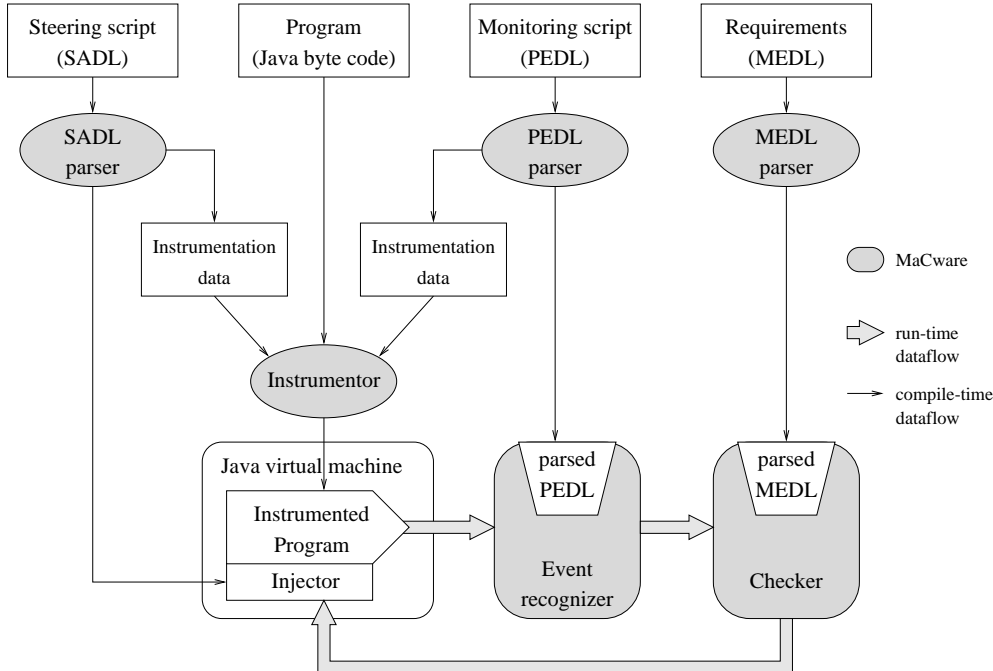 Steering script
(SADL)
Program
(Java byte code)
Monitoring script
(PEDL)
Requirements
(MEDL)
SADL
parser
PEDL
parser
MEDL
parser
Instrumentation
data
Instrumentation
data
MaCware
run-time
dataflow
compile-time
dataflow
Instrumentor
Java virtual machine
Instrumented
Program
Injector
parsed
PEDL
Event
recognizer
parsed
MEDL
Checker